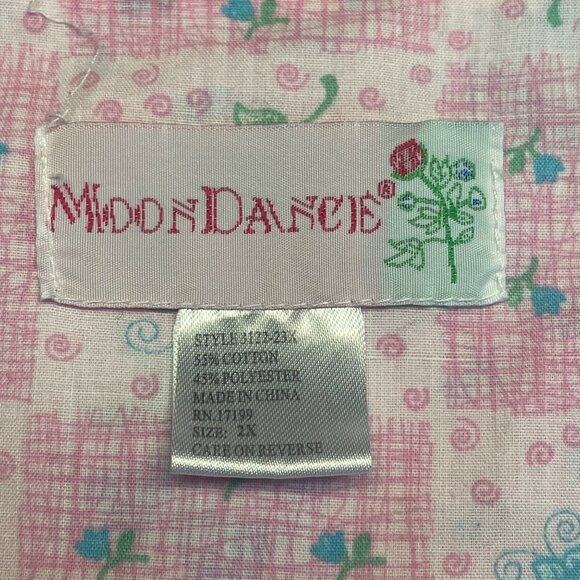 MOONDANCE®
STYLE 3122-23X
55% COTTON
45% POLYESTER
MADE IN CHINA
RN.17199
SIZE: 2X
CARE ON REVERSE